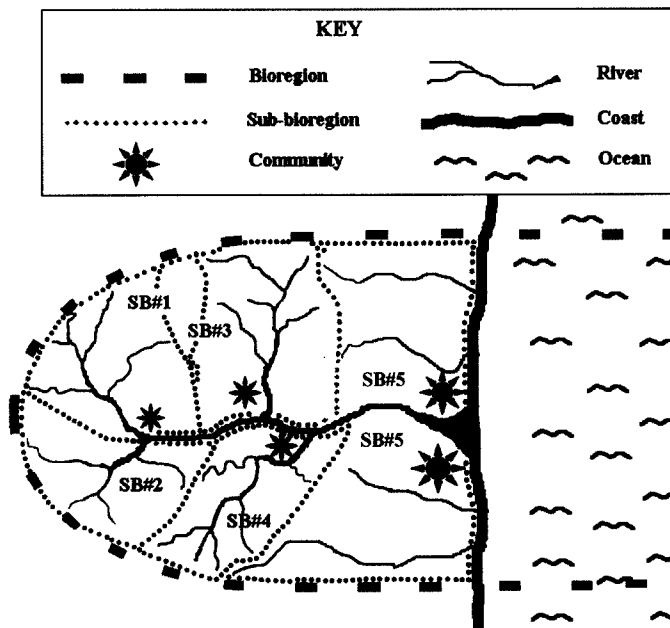 KEY
Bioregion River
Sub-bioregion Coast
Community Ocean
SB#1
SB#3
SB#5
SB#5
SB#2
SB#4